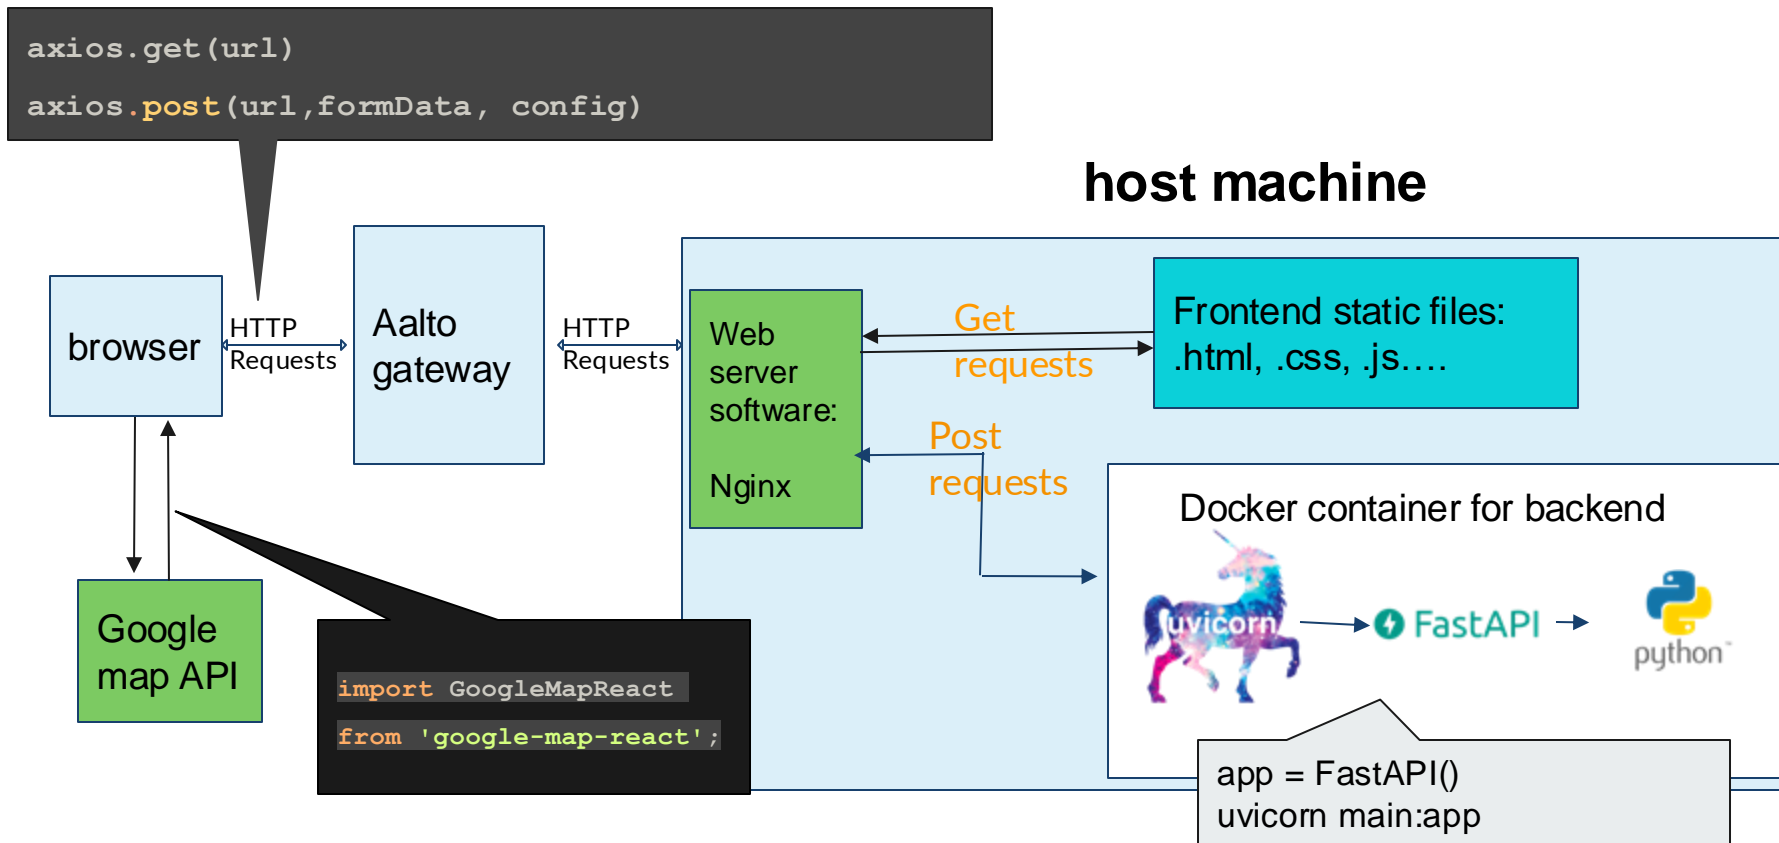 axios.get(url)
axios.post(url,formData, config)
host machine
browser
HTTP
Requests
Aalto
gateway
HTTP
Requests
Web
server
software:
Nginx
Get
requests
Post
requests
Frontend static files:
.html, .css, .js....
Docker container for backend
uvicorn
FastAPI
python™
Google
map API
import GoogleMapReact
from 'google-map-react';
app = FastAPI()
uvicorn main:app